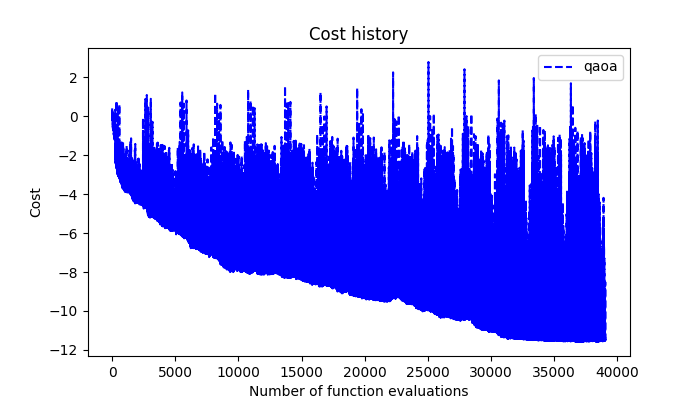 Cost history
qaoa
2
0
−2
−4
−6
−8
−10
−12
Cost
0 5000 10000 15000 20000 25000 30000 35000 40000
Number of function evaluations